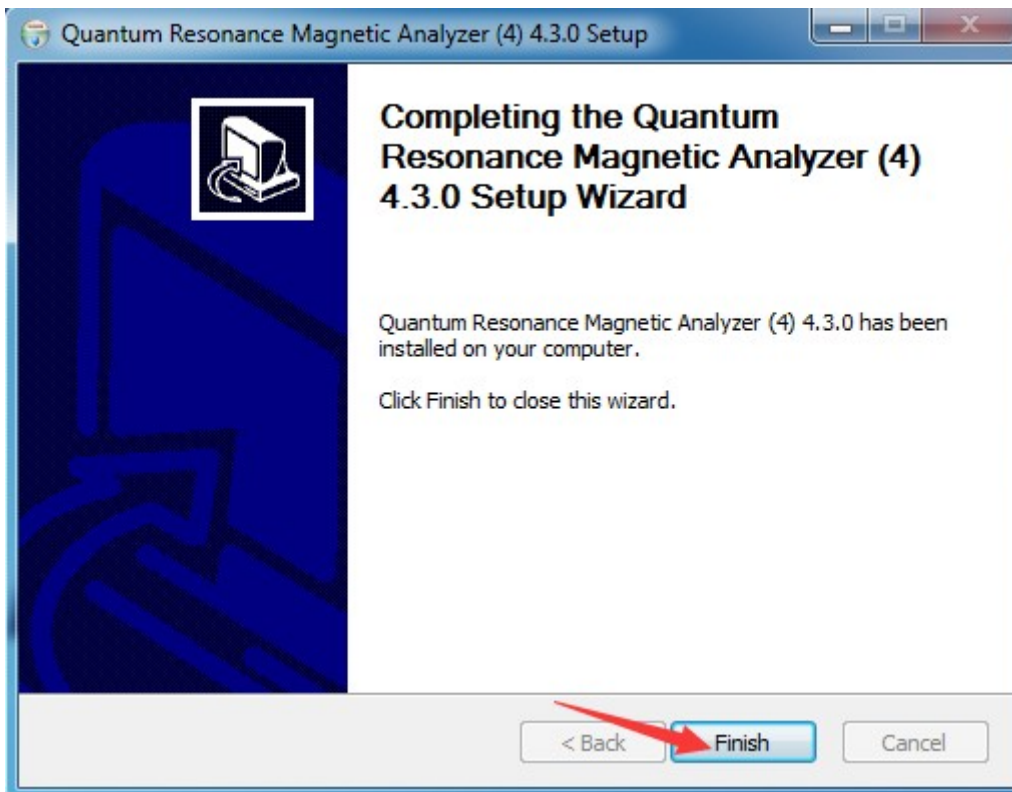 Quantum Resonance Magnetic Analyzer (4) 4.3.0 Setup
Completing the Quantum
Resonance Magnetic Analyzer (4)
4.3.0 Setup Wizard
Quantum Resonance Magnetic Analyzer (4) 4.3.0 has been
installed on your computer.
Click Finish to close this wizard.
< Back Finish Cancel